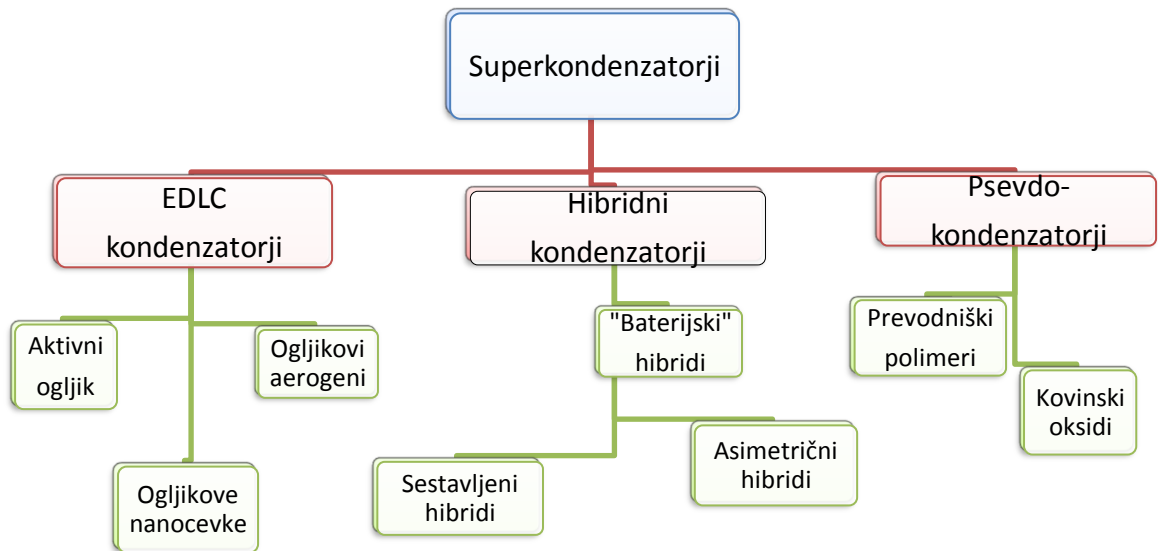 Superkondenzatorji
EDLC
kondenzatorji
Hibridni
kondenzatorji
Psevdo-
kondenzatorji
Aktivni
ogljik
Ogljikovi
aerogeni
"Baterijski"
hibridi
Prevodniški
polimeri
Kovinski
oksidi
Ogljikove
nanocevke
Sestavljeni
hibridi
Asimetrični
hibridi